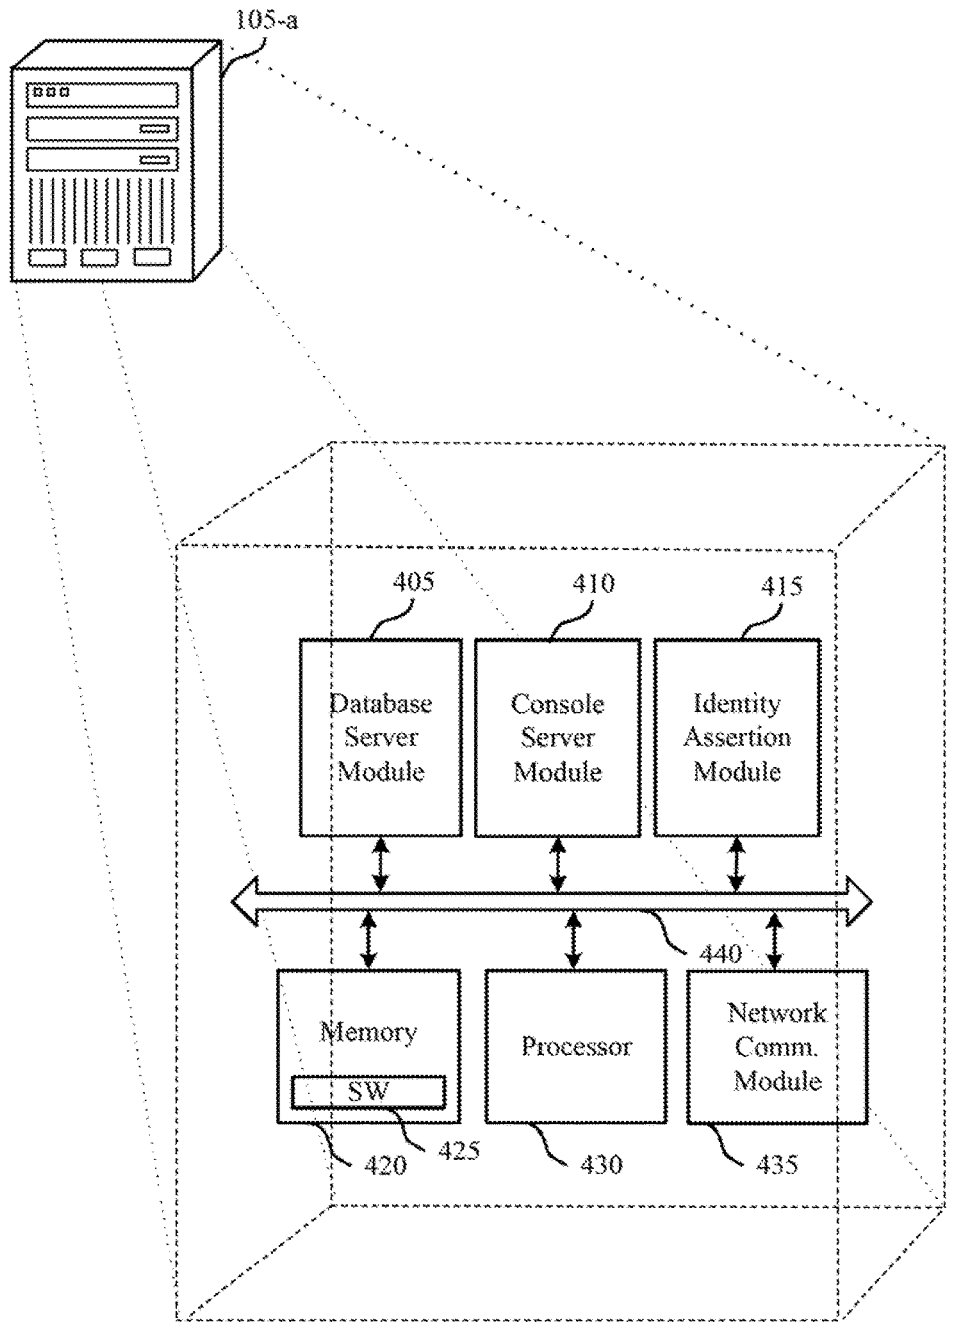 105-a
405
410
415
Database
Server
Module
Console
Server
Module
Identity
Assertion
Module
440
Memory
SW
Processor
Network
Comm.
Module
420
425
430
435